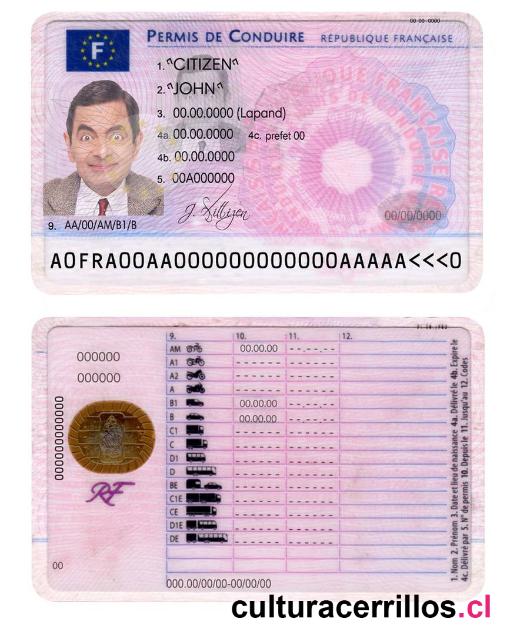 00 00 0000
F PERMIS DE CONDUIRE RÉPUBLIQUE FRANÇAISE
1. "CITIZEN"
2. "JOHN"
3. 00.00.0000 (Lapand)
4a. 00.00.0000 4c. prefet 00
4b. 00.00.0000
5. 00A000000
00/00/0000
9. AA/00/AM/B1/B
A0FRA00AA0000000000000AAAAA<<<0
9. 10. 11. 12.
000000
000000
000000000000
RF
00
AM 00.00.00
A1
A2
A
B1 00.00.00
B 00.00.00
C1
C
D1
D
BE
C1E
CE
D1E
DE
000.00/00/00-00/00/00
1. Nom 2. Prénom 3. Date et lieu de naissance 4a. Délivré le 4b. Expire le
4c. Délivré par 5. N° de permis 10. Depuis le 11. Jusqu'au 12. Codes
culturacerrillos.cl